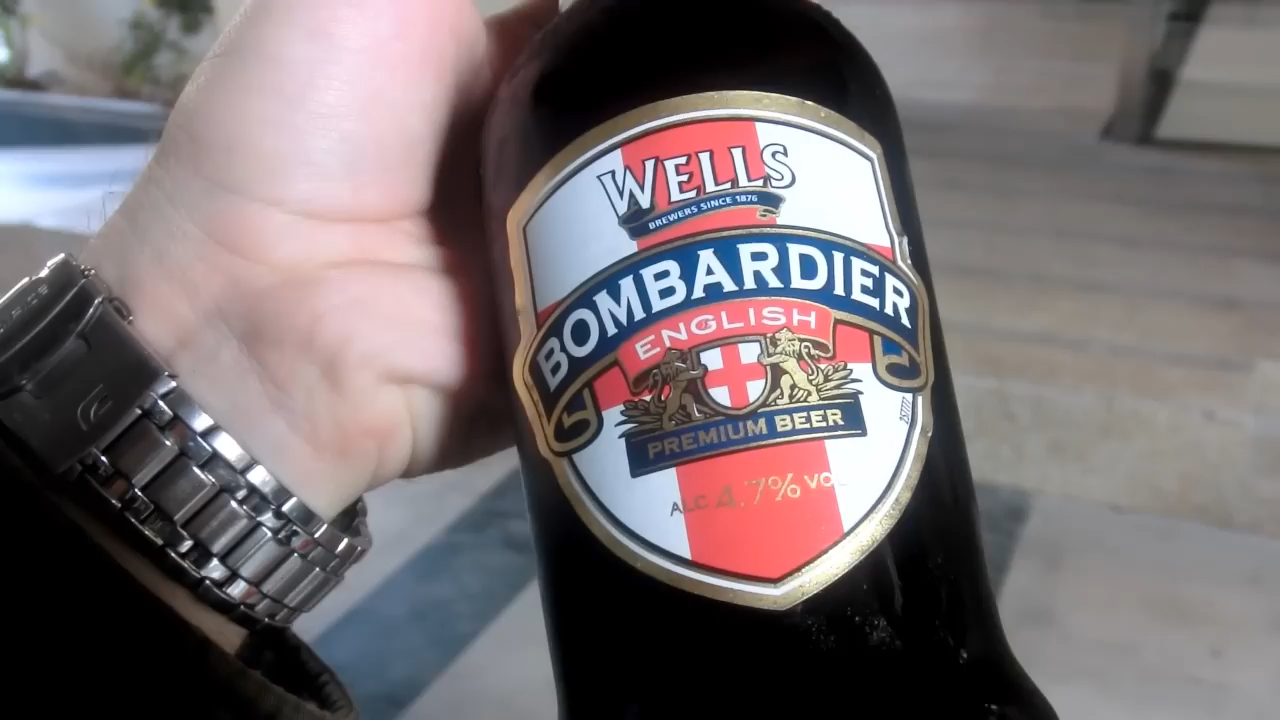 WELLS
BREWERS SINCE 1876
BOMBARDIER
ENGLISH
PREMIUM BEER
ALC 4.7% VOL